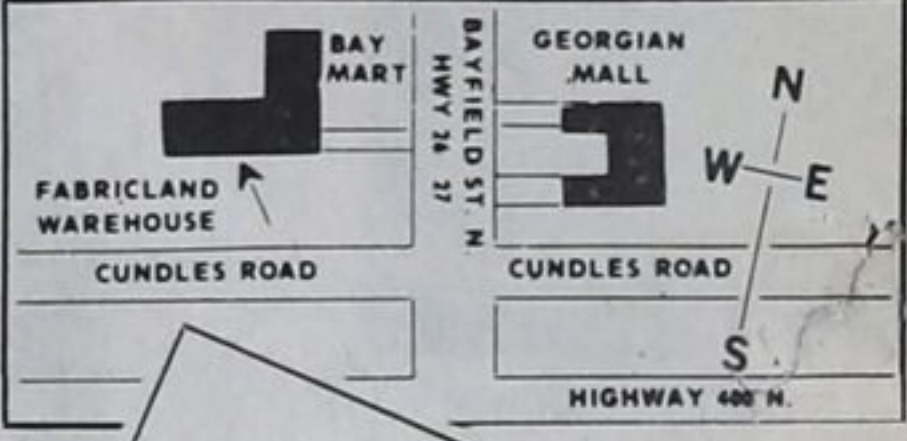 BAY
MART
FABRICLAND
WAREHOUSE
BAYFIELD ST. N.
HWY 26 27
GEORGIAN
MALL
N
W E
S
CUNDLES ROAD
CUNDLES ROAD
HIGHWAY 400 N.